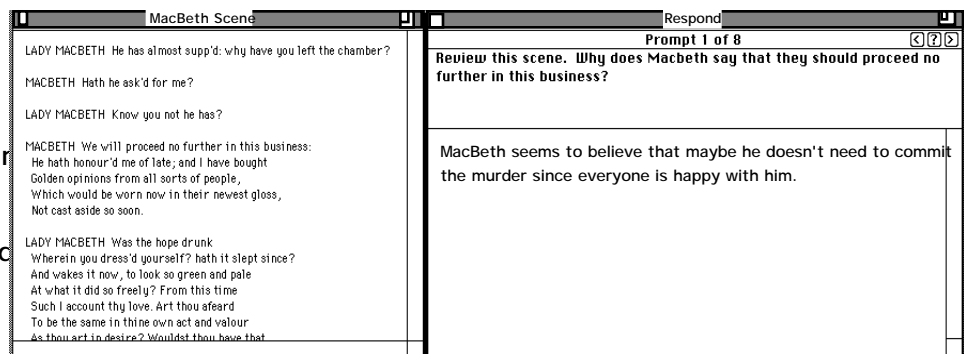 MacBeth Scene
LADY MACBETH He has almost supp'd: why have you left the chamber?
MACBETH Hath he ask'd for me?
LADY MACBETH Know you not he has?
MACBETH We will proceed no further in this business:
He hath honour'd me of late; and I have bought
Golden opinions from all sorts of people,
Which would be worn now in their newest gloss,
Not cast aside so soon.
LADY MACBETH Was the hope drunk
Wherein you dress'd yourself? hath it slept since?
And wakes it now, to look so green and pale
At what it did so freely? From this time
Such I account thy love. Art thou afeard
To be the same in thine own act and valour
As thou art in desire? Wouldst thou have that
Respond
Prompt 1 of 8
< ? >
Review this scene. Why does Macbeth say that they should proceed no
further in this business?
MacBeth seems to believe that maybe he doesn't need to commit
the murder since everyone is happy with him.